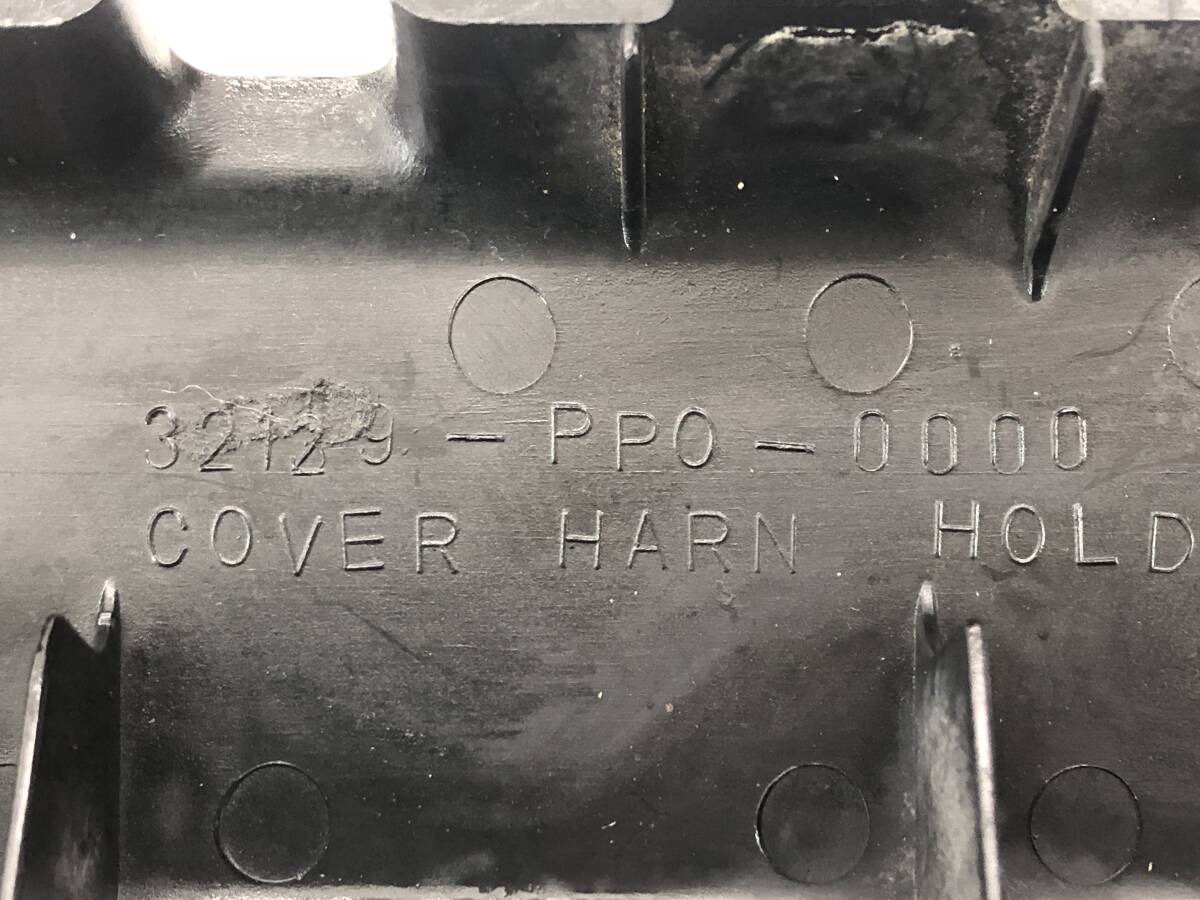 32129-PP0-0000
COVER HARN HOLD